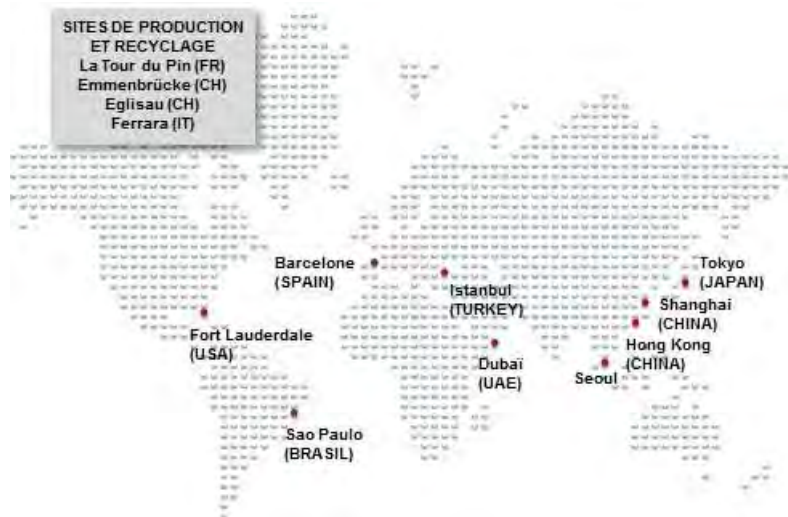 SITES DE PRODUCTION
ET RECYCLAGE
La Tour du Pin (FR)
Emmenbrücke (CH)
Eglisau (CH)
Ferrara (IT)
Barcelone
(SPAIN)
Istanbul
(TURKEY)
Tokyo
(JAPAN)
Shanghai
(CHINA)
Fort Lauderdale
(USA)
Hong Kong
(CHINA)
Dubaï
(UAE)
Seoul
Sao Paulo
(BRASIL)